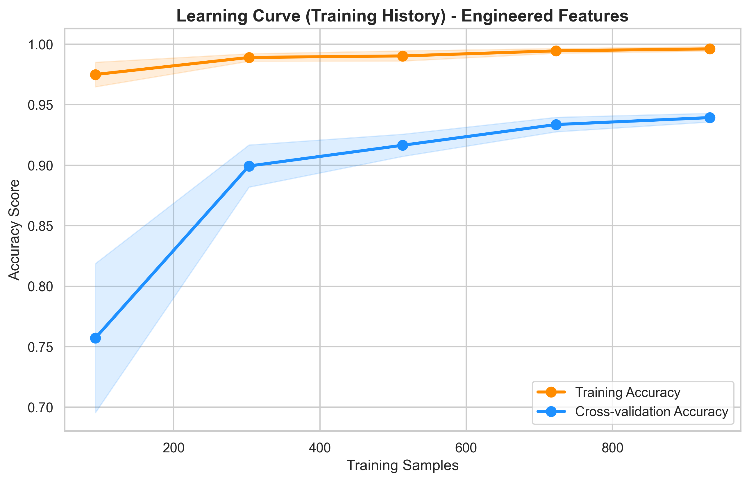 Learning Curve (Training History) - Engineered Features
1.00
0.95
0.90
0.85
0.80
0.75
0.70
Accuracy Score
200
400
600
800
Training Samples
Training Accuracy
Cross-validation Accuracy